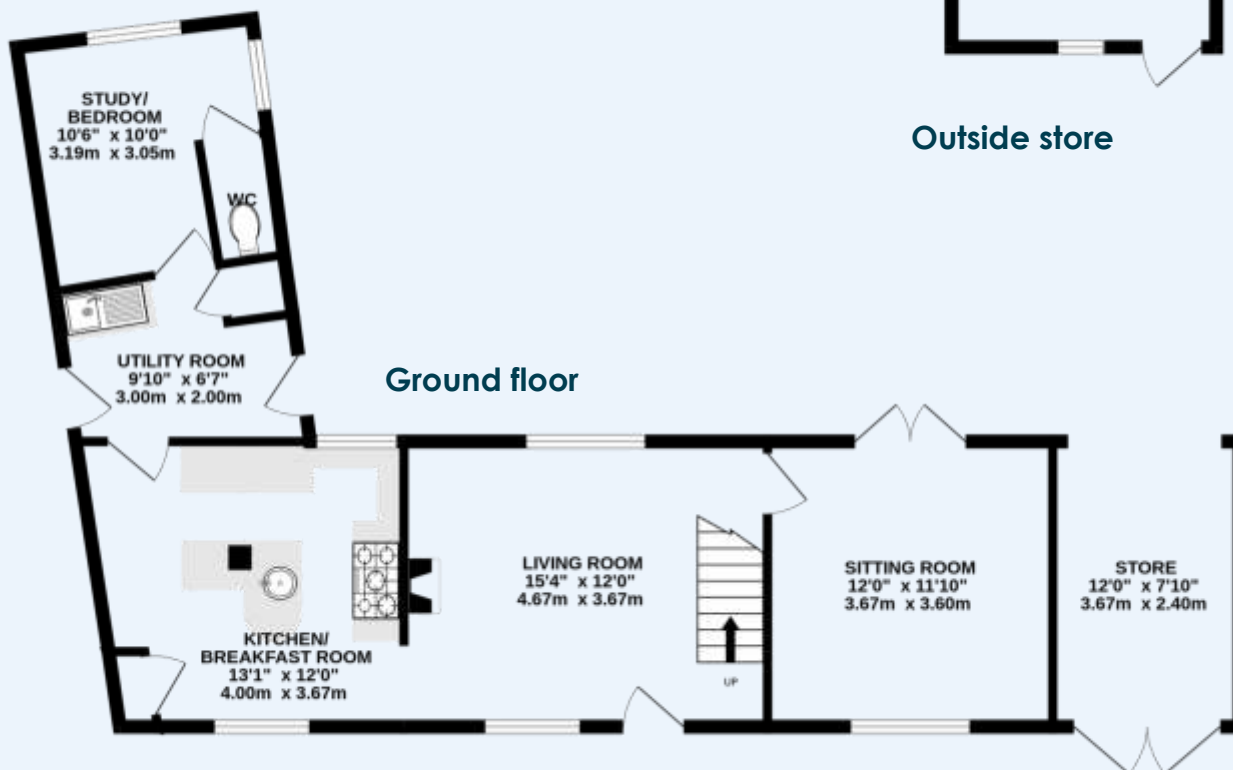 STUDY/
BEDROOM
10'6" x 10'0"
3.19m x 3.05m
WC
Outside store
UTILITY ROOM
9'10" x 6'7"
3.00m x 2.00m
Ground floor
KITCHEN/
BREAKFAST ROOM
13'1" x 12'0"
4.00m x 3.67m
LIVING ROOM
15'4" x 12'0"
4.67m x 3.67m
UP
SITTING ROOM
12'0" x 11'10"
3.67m x 3.60m
STORE
12'0" x 7'10"
3.67m x 2.40m